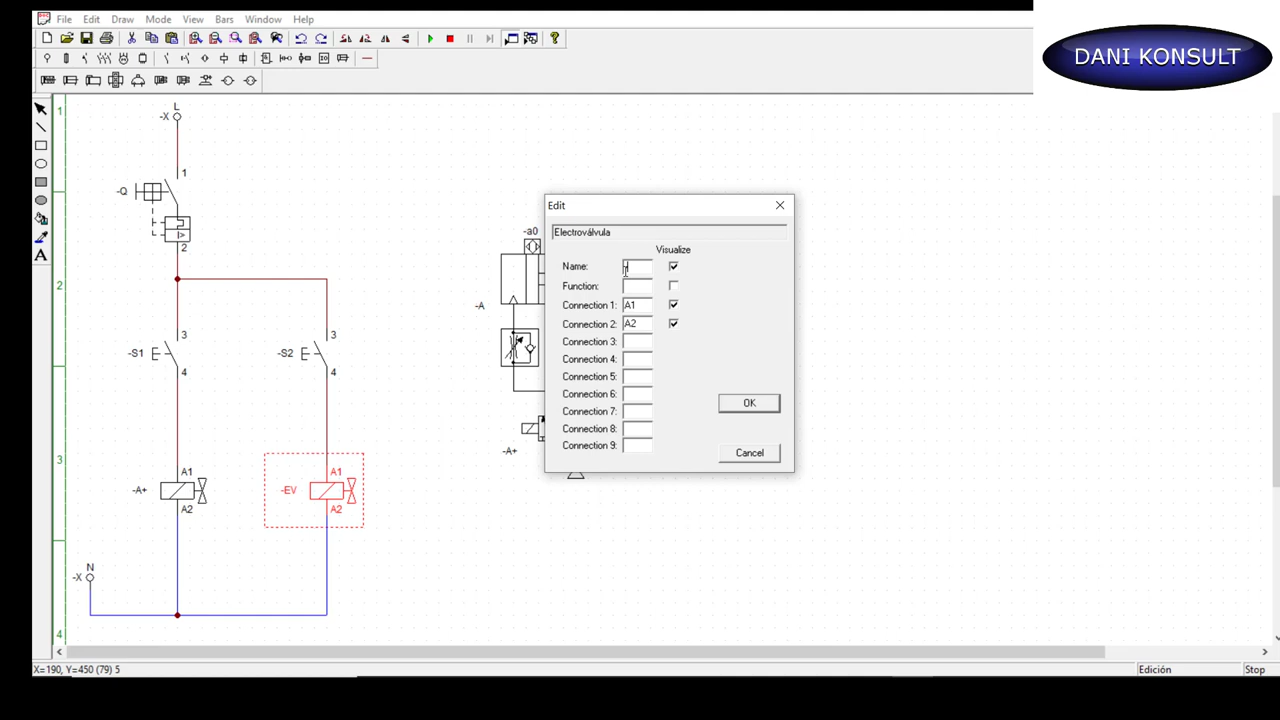 File Edit Draw Mode View Bars Window Help
DANI KONSULT
1
L
-X
1
-Q
2
2
3
-S1
4
3
-S2
4
3
A1
-A+
A2
A1
-EV
A2
N
-X
4
-a0
-A
-A+
Edit
Electroválvula
Visualize
Name:
Function:
Connection 1: A1
Connection 2: A2
Connection 3:
Connection 4:
Connection 5:
Connection 6:
Connection 7:
Connection 8:
Connection 9:
OK
Cancel
X=190, Y=450 (79) 5
Edición
Stop